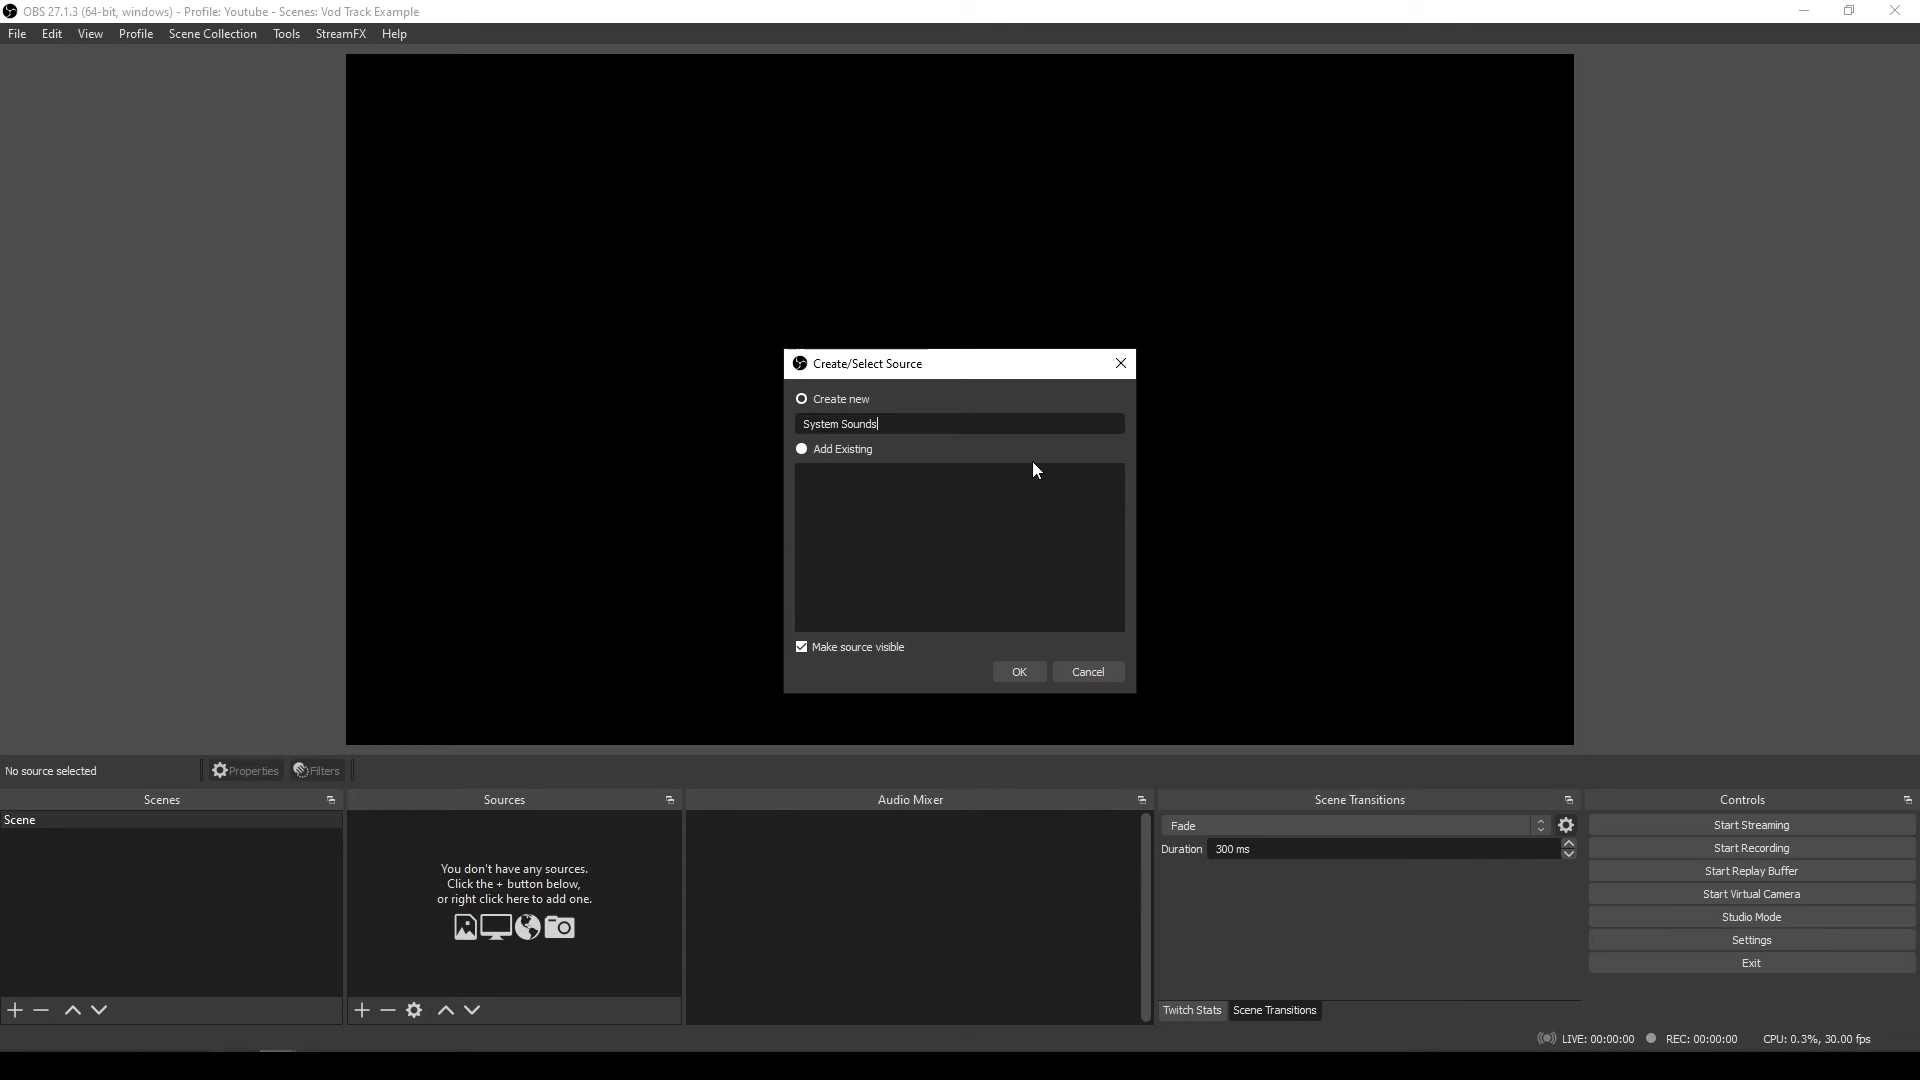 OBS 27.1.3 (64-bit, windows) - Profile: Youtube - Scenes: Vod Track Example
File Edit View Profile Scene Collection Tools StreamFX Help
Create/Select Source
Create new
System Sounds
Add Existing
Make source visible
OK Cancel
No source selected Properties Filters
Scenes Sources Audio Mixer Scene Transitions Controls
Scene
You don't have any sources.
Click the + button below,
or right click here to add one.
Fade
Duration 300 ms
Start Streaming
Start Recording
Start Replay Buffer
Start Virtual Camera
Studio Mode
Settings
Exit
Twitch Stats Scene Transitions
LIVE: 00:00:00 REC: 00:00:00 CPU: 0.3%, 30.00 fps